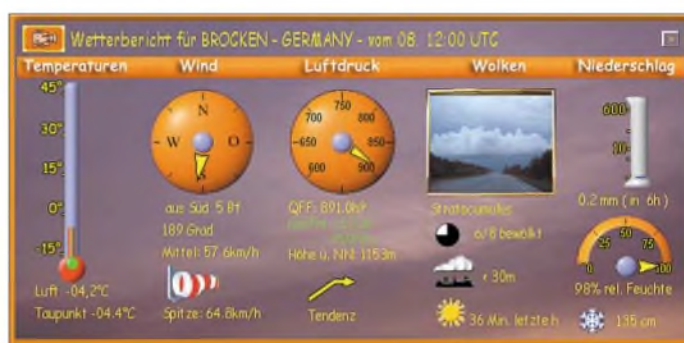 Wetterbericht für BROCKEN - GERMANY - vom 08. 12:00 UTC
Temperaturen
45°
30°
15°
0°
-15°
Luft -04,2°C
Taupunkt -04.4°C
Wind
N
W O
S
aus Süd 5 Bf
189 Grad
Mittel: 57.6km/h
Spitze: 64.8km/h
Luftdruck
750
700 800
650 850
600 900
QFF: 891.0hP
Höhe ü. NN: 1153m
Tendenz
Wolken
Stratocumulus
6/8 bewölkt
< 30m
36 Min. letzte h
Niederschlag
600
10
0.2 mm ( in 6h )
50
25 75
0 100
98% rel. Feuchte
135 cm